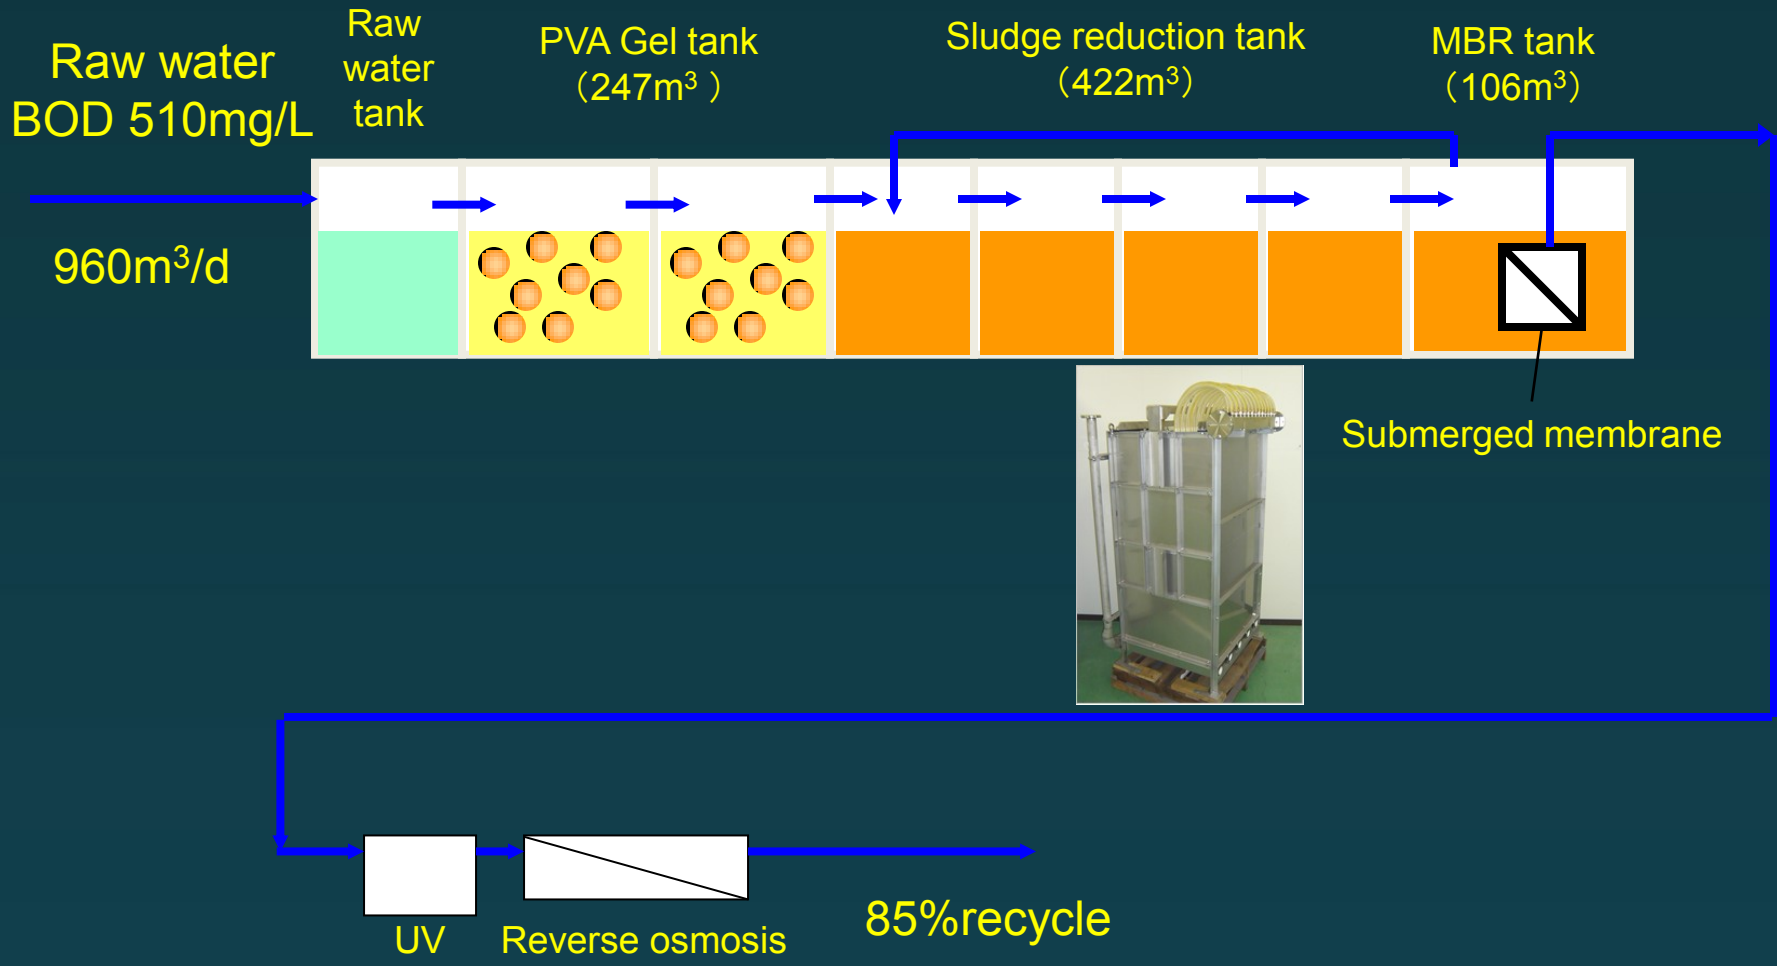 Raw water
BOD 510mg/L
960m³/d
Raw
water
tank
PVA Gel tank
（247m³ ）
Sludge reduction tank
（422m³）
MBR tank
（106m³）
Submerged membrane
UV
Reverse osmosis
85%recycle